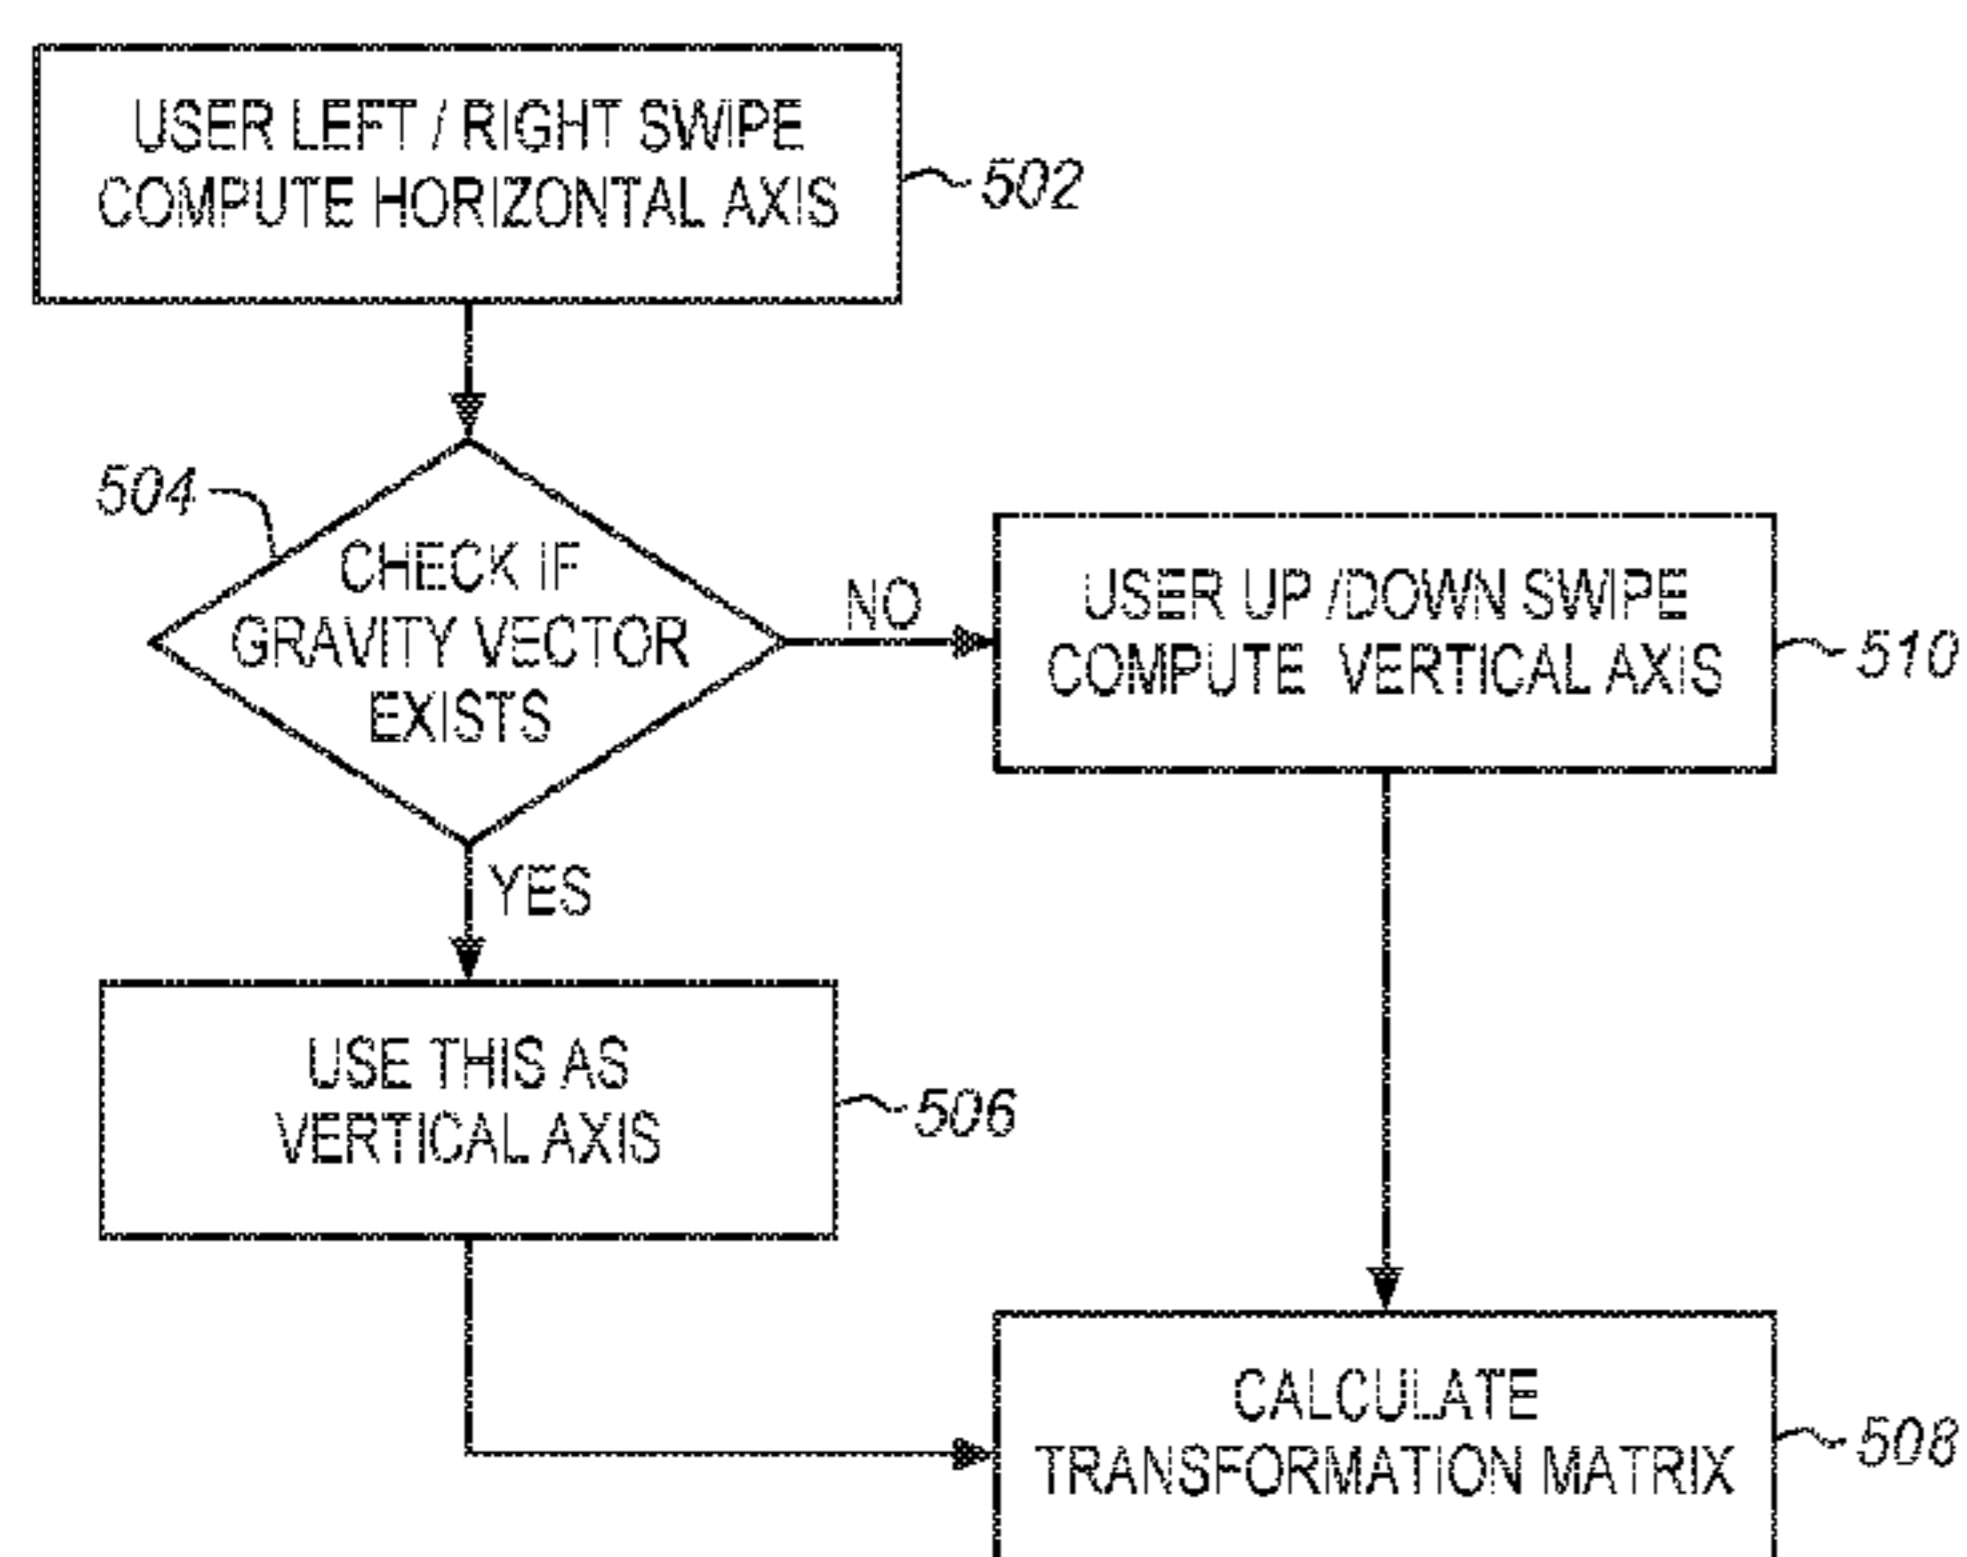 USER LEFT / RIGHT SWIPE
COMPUTE HORIZONTAL AXIS
502
504
CHECK IF
GRAVITY VECTOR
EXISTS
NO
USER UP /DOWN SWIPE
COMPUTE VERTICAL AXIS
510
YES
USE THIS AS
VERTICAL AXIS
506
CALCULATE
TRANSFORMATION MATRIX
508